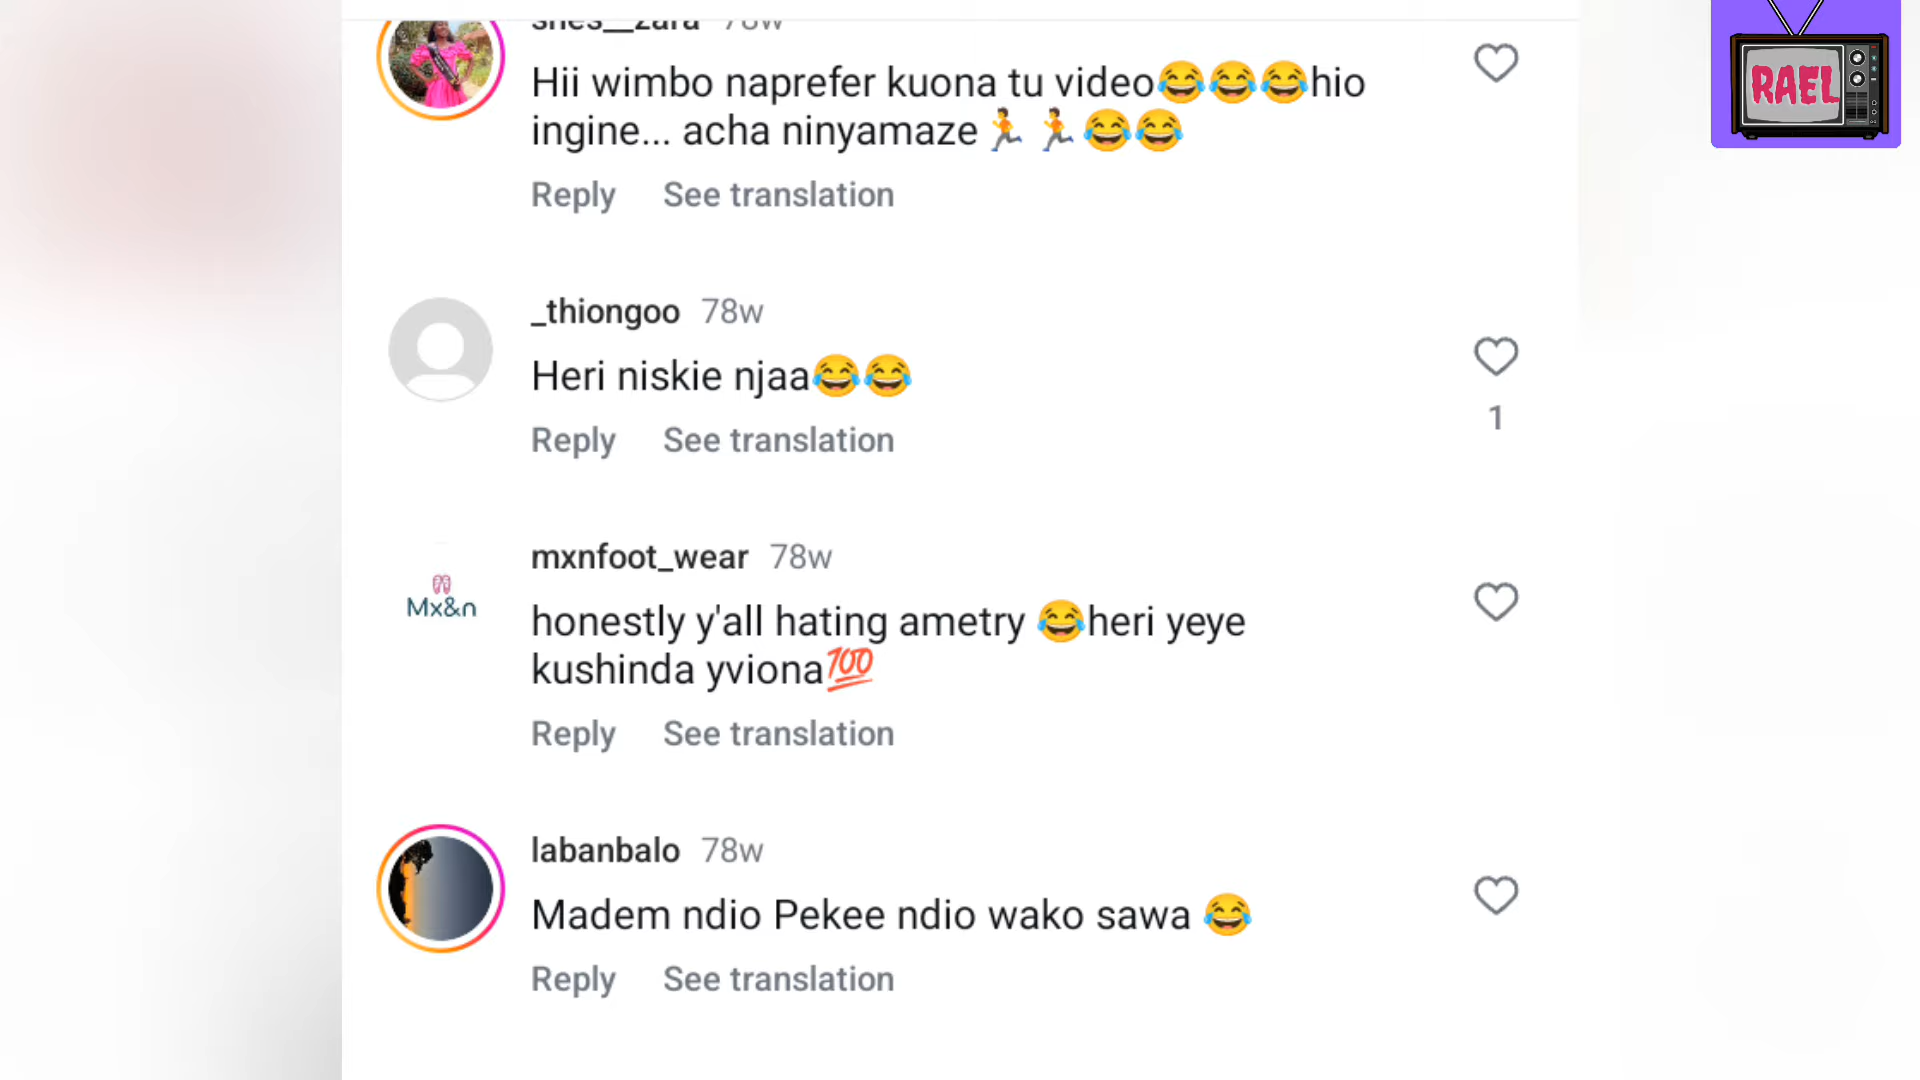 shes__zara 78w
Hii wimbo naprefer kuona tu video😂😂😂hio
ingine... acha ninyamaze🏃🏃😂😂
Reply See translation
_thiongoo 78w
Heri niskie njaa😂😂
1
Reply See translation
mxnfoot_wear 78w
Mx&n
honestly y'all hating ametry 😂heri yeye
kushinda yviona💯
Reply See translation
labanbalo 78w
Madem ndio Pekee ndio wako sawa 😂
Reply See translation
RAEL